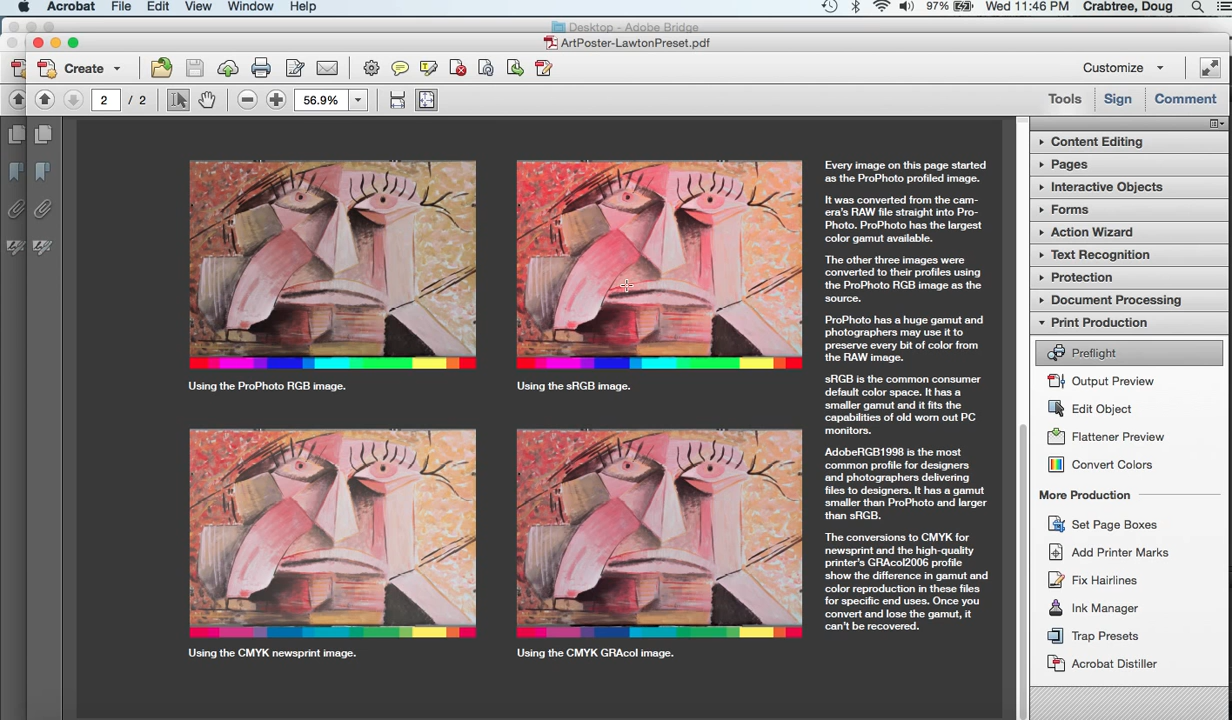 Acrobat File Edit View Window Help 97% Wed 11:46 PM Crabtree, Doug
Desktop - Adobe Bridge
ArtPoster-LawtonPreset.pdf
Create Customize
2 / 2 56.9% Tools Sign Comment
Every image on this page started
as the ProPhoto profiled image.
It was converted from the cam-
era's RAW file straight into Pro-
Photo. ProPhoto has the largest
color gamut available.
The other three images were
converted to their profiles using
the ProPhoto RGB image as the
source.
ProPhoto has a huge gamut and
photographers may use it to
preserve every bit of color from
the RAW image.
sRGB is the common consumer
default color space. It has a
smaller gamut and it fits the
capabilities of old worn out PC
monitors.
AdobeRGB1998 is the most
common profile for designers
and photographers delivering
files to designers. It has a gamut
smaller than ProPhoto and larger
than sRGB.
The conversions to CMYK for
newsprint and the high-quality
printer's GRAcol2006 profile
show the difference in gamut and
color reproduction in these files
for specific end uses. Once you
convert and lose the gamut, it
can't be recovered.
Using the ProPhoto RGB image.
Using the sRGB image.
Using the CMYK newsprint image.
Using the CMYK GRAcol image.
Content Editing
Pages
Interactive Objects
Forms
Action Wizard
Text Recognition
Protection
Document Processing
Print Production
Preflight
Output Preview
Edit Object
Flattener Preview
Convert Colors
More Production
Set Page Boxes
Add Printer Marks
Fix Hairlines
Ink Manager
Trap Presets
Acrobat Distiller